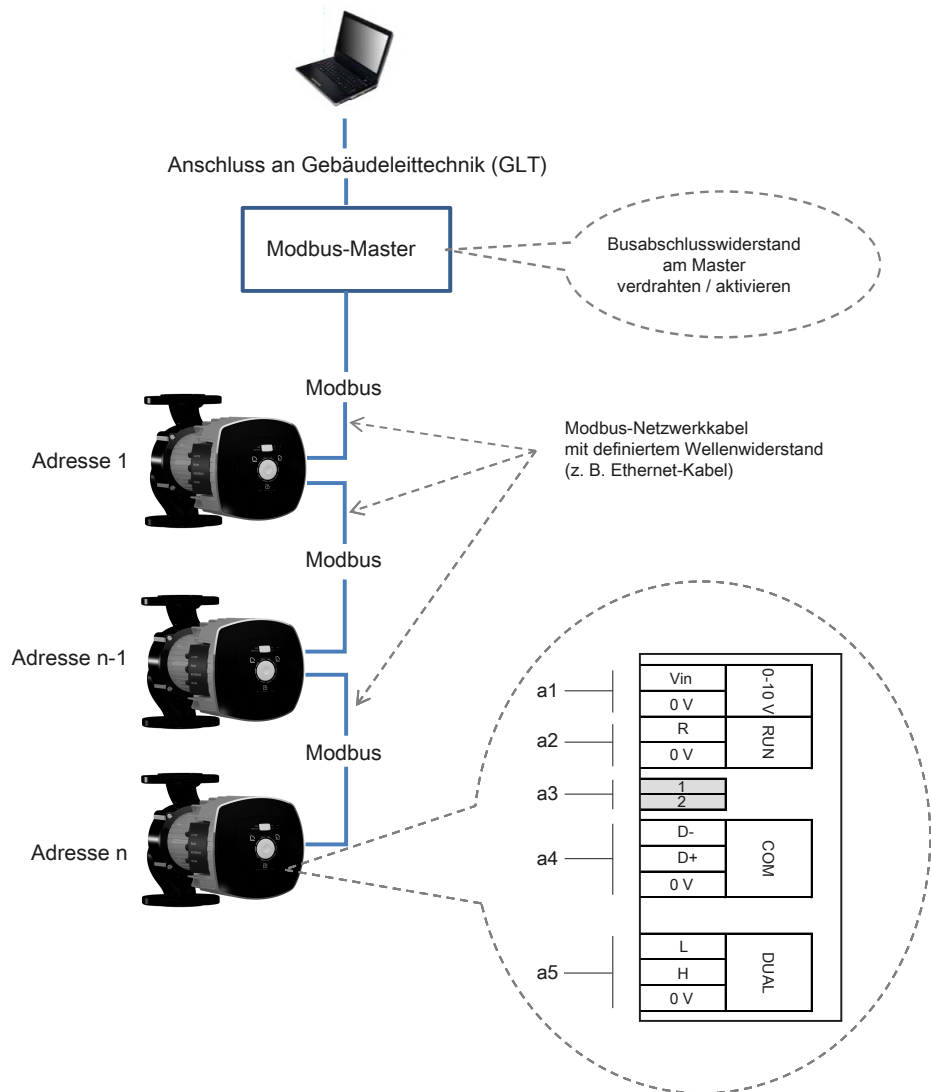 Anschluss an Gebäudeleittechnik (GLT)
Modbus-Master
Busabschlusswiderstand
am Master
verdrahten / aktivieren
Modbus
Adresse 1
Modbus-Netzwerkkabel
mit definiertem Wellenwiderstand
(z. B. Ethernet-Kabel)
Modbus
Adresse n-1
Modbus
Adresse n
a1
Vin
0 V
0-10 V
a2
R
0 V
RUN
a3
1
2
a4
D-
D+
0 V
COM
a5
L
H
0 V
DUAL